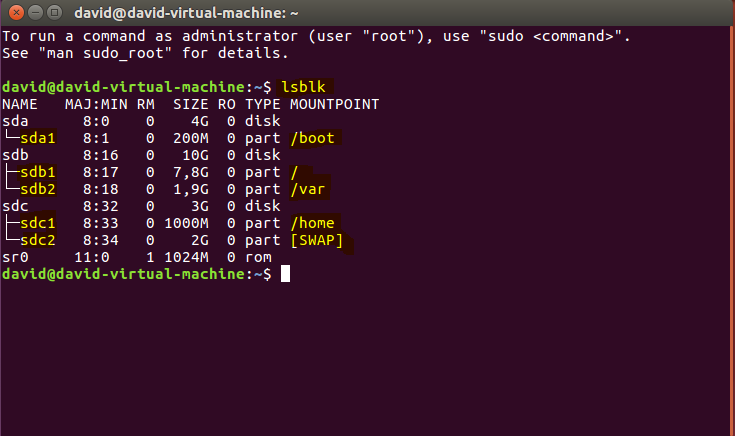 david@david-virtual-machine: ~
To run a command as administrator (user "root"), use "sudo <command>".
See "man sudo_root" for details.
david@david-virtual-machine:~$ lsblk
NAME   MAJ:MIN RM  SIZE RO TYPE MOUNTPOINT
sda      8:0    0    4G  0 disk
└─sda1   8:1    0  200M  0 part /boot
sdb      8:16   0   10G  0 disk
├─sdb1   8:17   0  7,8G  0 part /
└─sdb2   8:18   0  1,9G  0 part /var
sdc      8:32   0    3G  0 disk
├─sdc1   8:33   0 1000M  0 part /home
└─sdc2   8:34   0    2G  0 part [SWAP]
sr0     11:0    1 1024M  0 rom
david@david-virtual-machine:~$